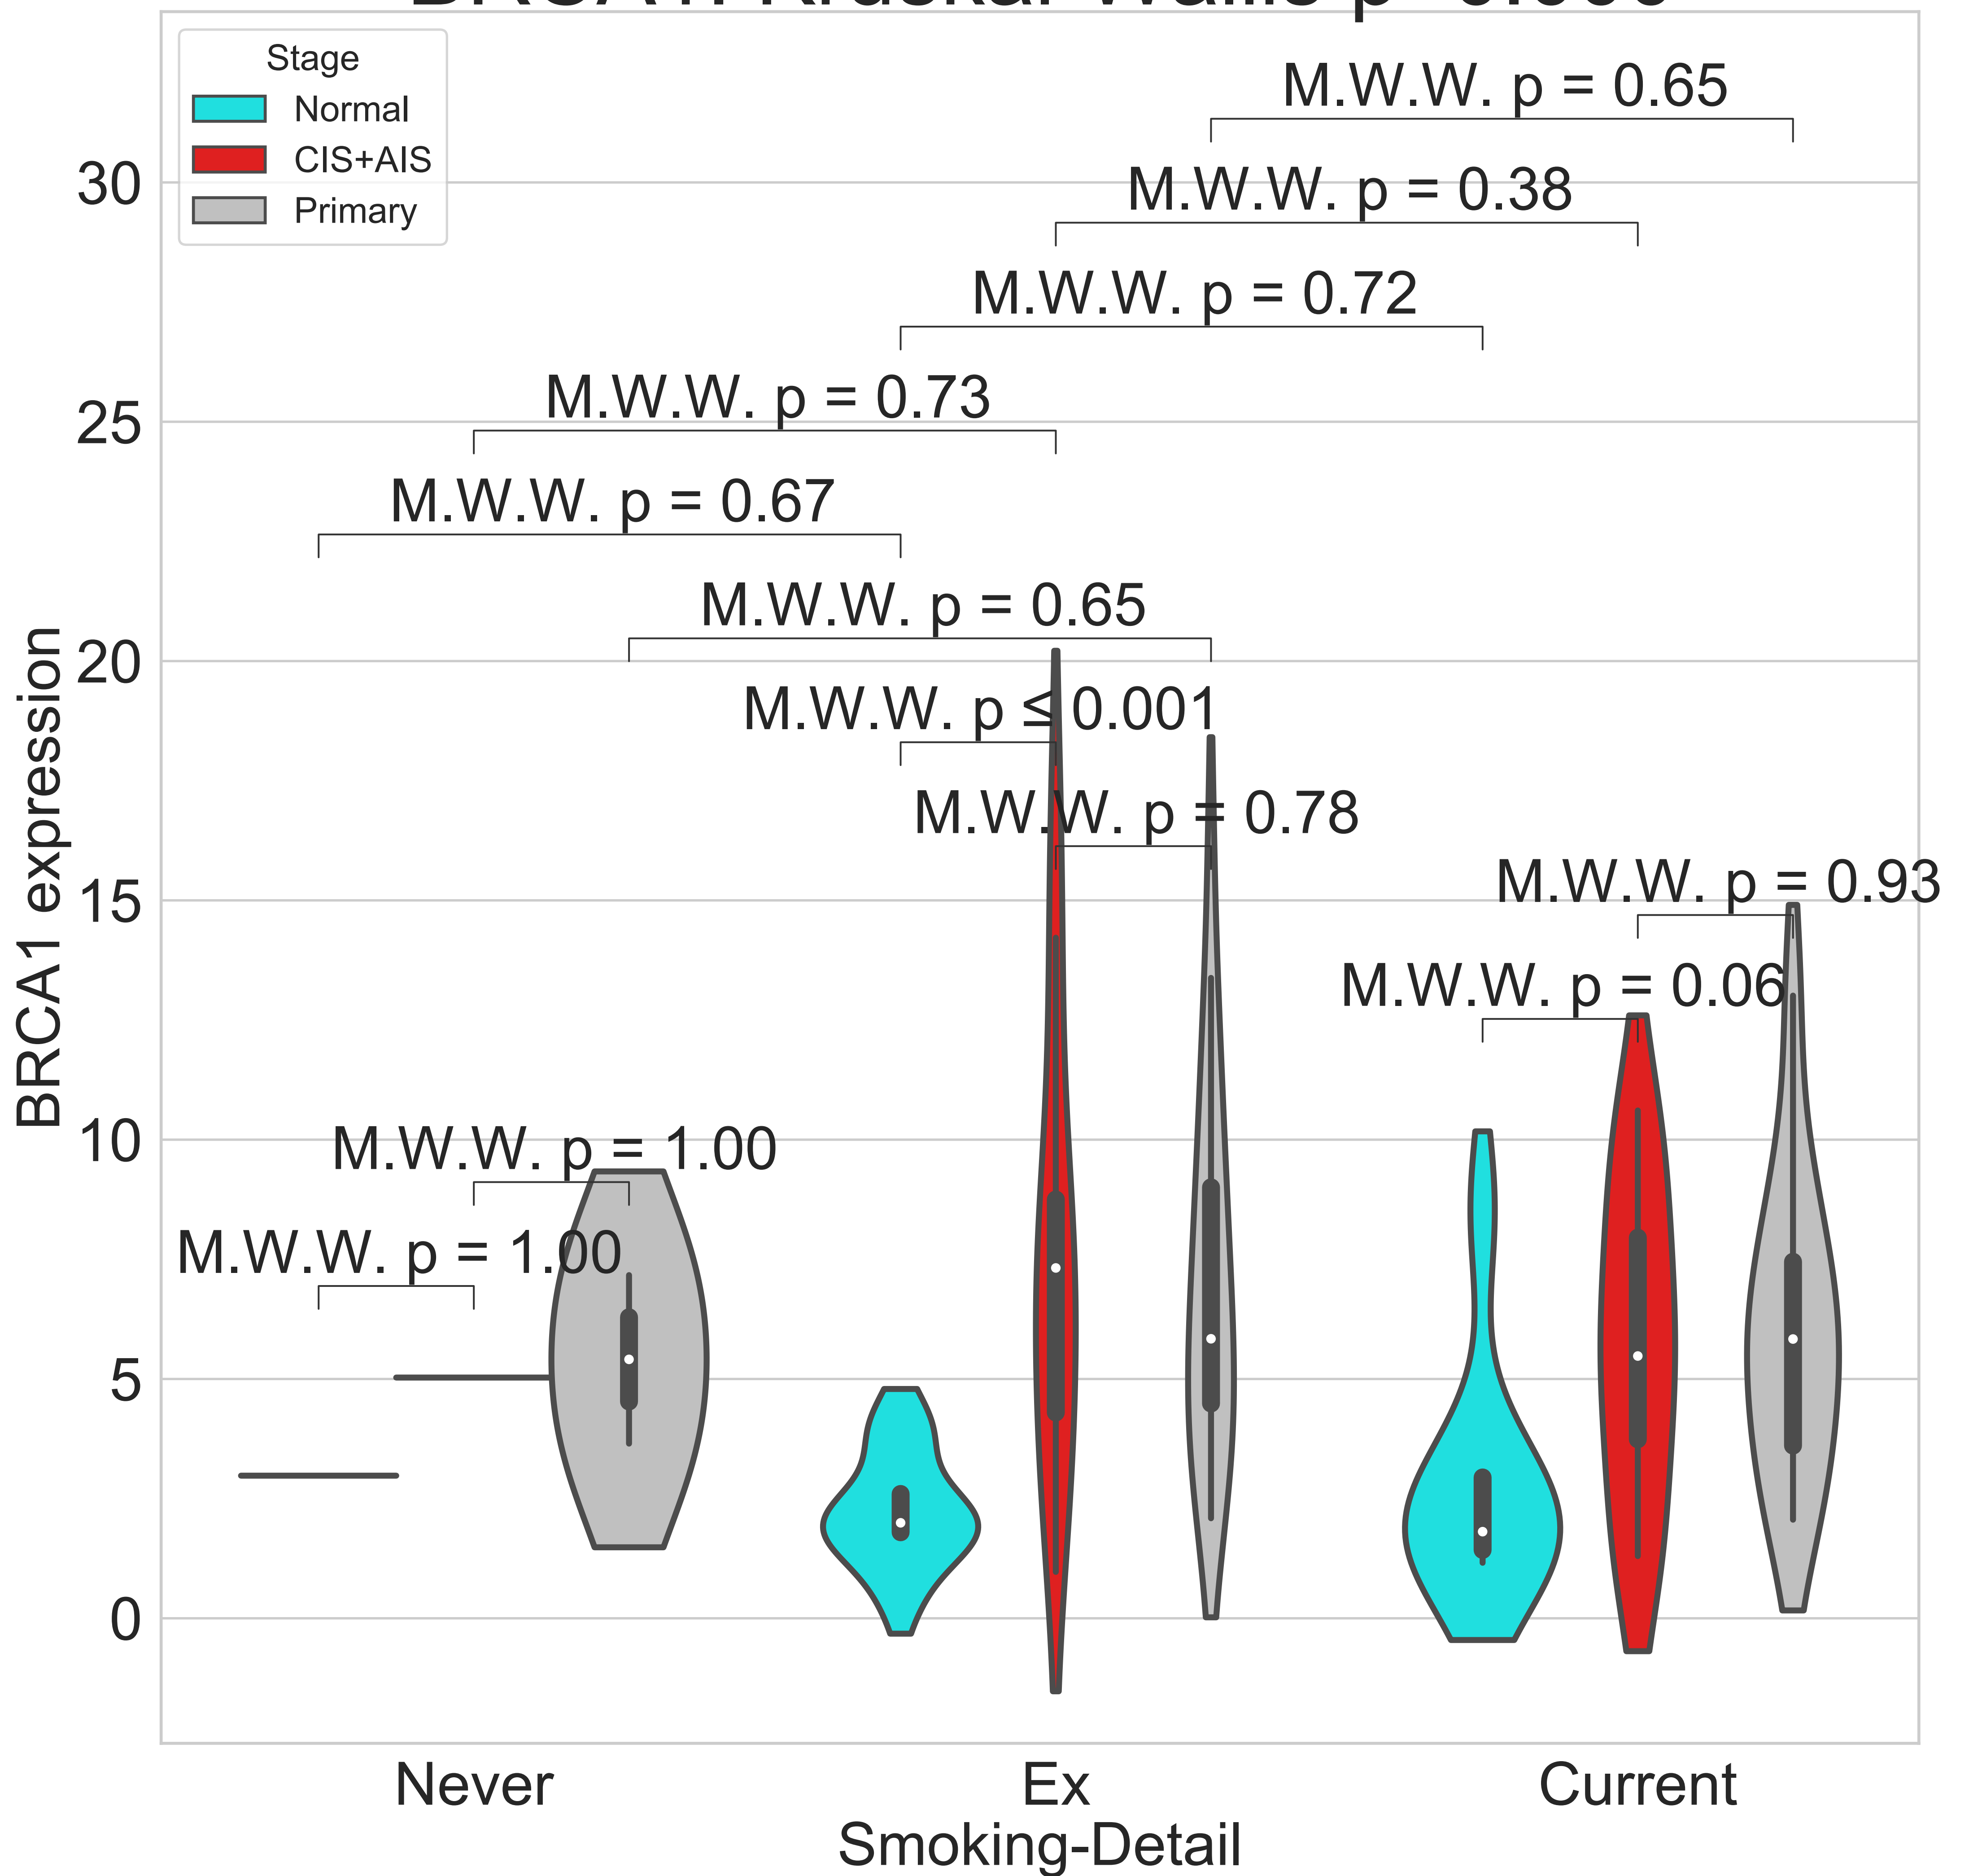 Stage
Normal
CIS+AIS
Primary
M.W.W. p = 0.65
M.W.W. p = 0.38
M.W.W. p = 0.72
M.W.W. p = 0.73
M.W.W. p = 0.67
M.W.W. p = 0.65
M.W.W. p ≤ 0.001
M.W.W. p = 0.78
M.W.W. p = 0.93
M.W.W. p = 0.06
M.W.W. p = 1.00
M.W.W. p = 1.00
30
25
20
15
10
5
0
BRCA1 expression
Never
Ex
Current
Smoking-Detail